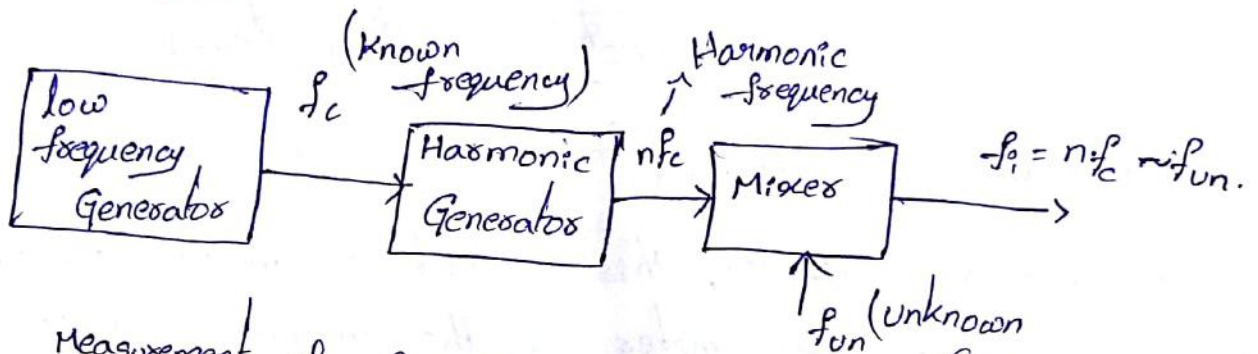 low
frequency
Generator
fc
(Known
frequency)
Harmonic
Generator
nfc
Harmonic
frequency
Mixer
fi = nfc ~ fun.
fun (unknown
Measurement